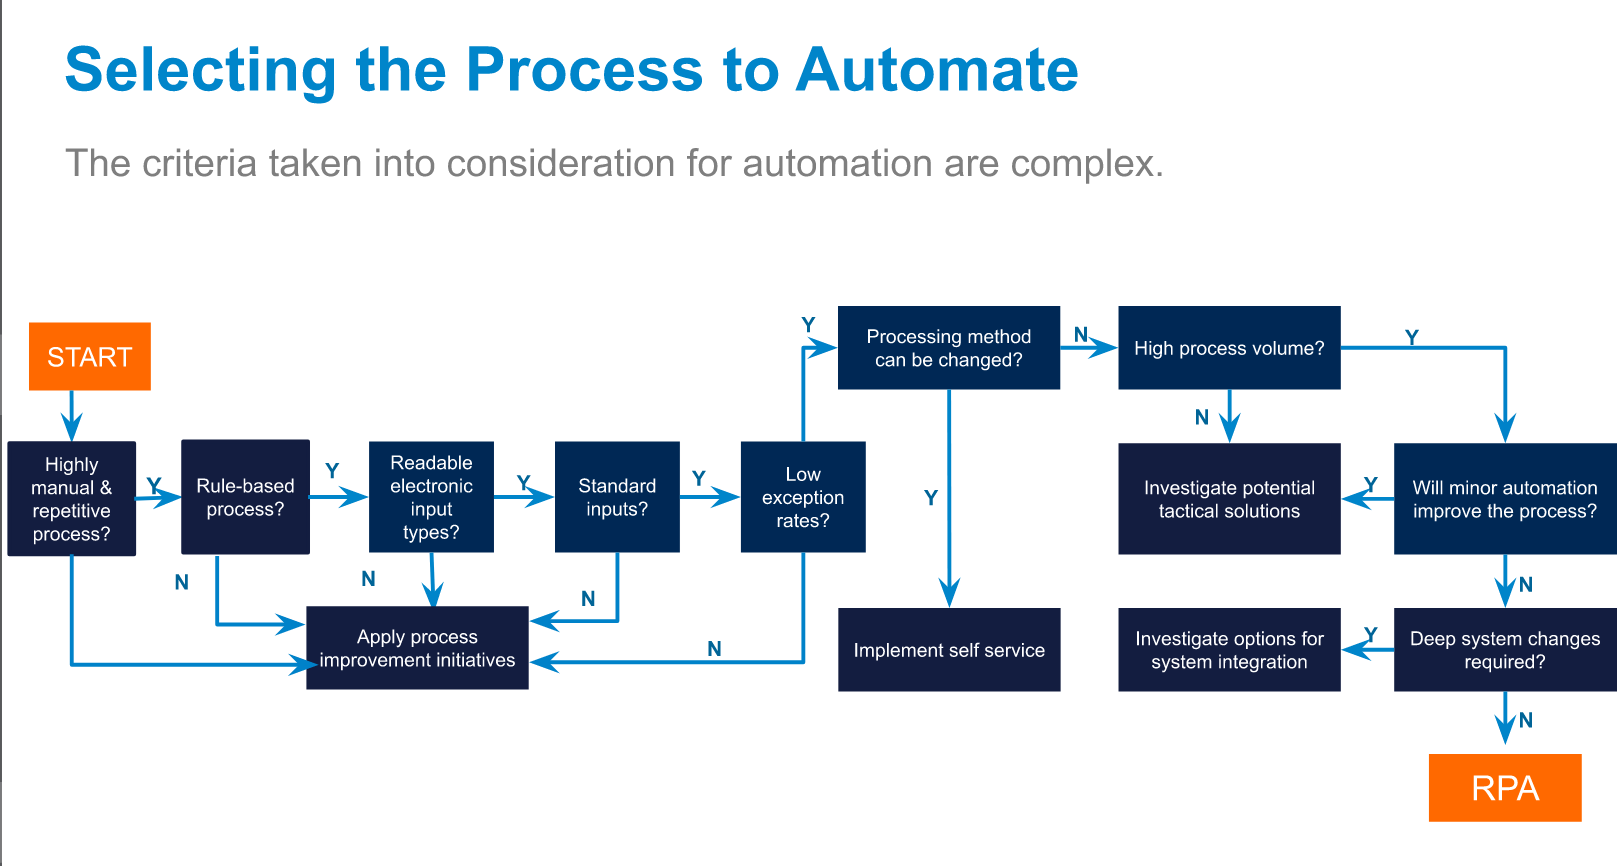 Selecting the Process to Automate
The criteria taken into consideration for automation are complex.
START
Highly
manual &
repetitive
process?
Y
Rule-based
process?
Y
Readable
electronic
input
types?
Y
Standard
inputs?
Y
Low
exception
rates?
N
N
N
N
Apply process
improvement initiatives
Y
Processing method
can be changed?
N
High process volume?
Y
Y
Implement self service
N
Investigate potential
tactical solutions
Y
Will minor automation
improve the process?
N
Investigate options for
system integration
Y
Deep system changes
required?
N
RPA